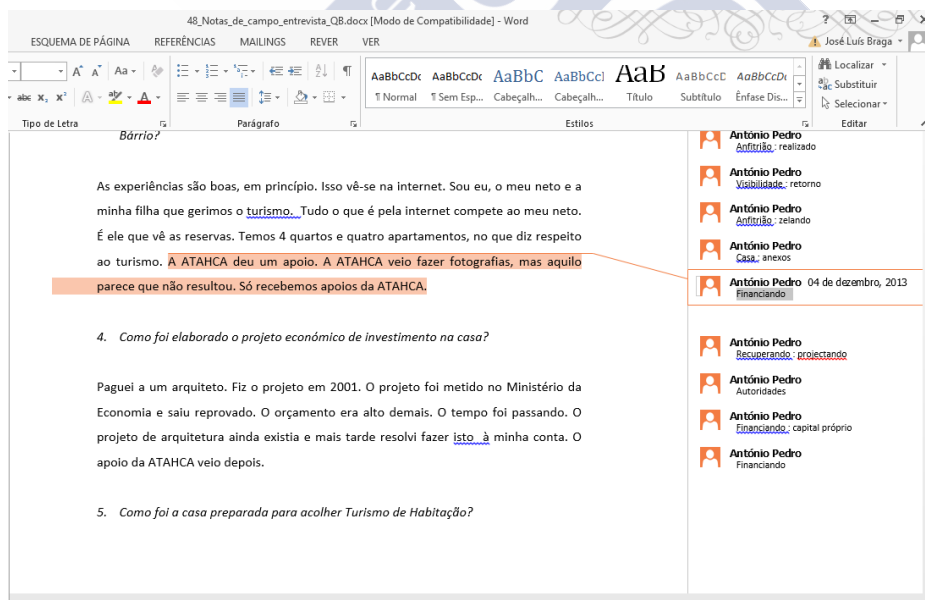 48_Notas_de_campo_entrevista_QB.docx [Modo de Compatibilidade] - Word
ESQUEMA DE PÁGINA REFERÊNCIAS MAILINGS REVER VER José Luís Braga
Aa
abc x₂ x² A
AaBbCcDc AaBbCcDc AaBbC AaBbCcI AaB AaBbCcD AaBbCcDt
¶ Normal ¶ Sem Esp... Cabeçalh... Cabeçalh... Título Subtítulo Ênfase Dis...
Localizar
Substituir
Selecionar
Tipo de Letra Parágrafo Estilos Editar
Bárrio?
As experiências são boas, em princípio. Isso vê-se na internet. Sou eu, o meu neto e a
minha filha que gerimos o turismo. Tudo o que é pela internet compete ao meu neto.
É ele que vê as reservas. Temos 4 quartos e quatro apartamentos, no que diz respeito
ao turismo. A ATAHCA deu um apoio. A ATAHCA veio fazer fotografias, mas aquilo
parece que não resultou. Só recebemos apoios da ATAHCA.
4. Como foi elaborado o projeto económico de investimento na casa?
Paguei a um arquiteto. Fiz o projeto em 2001. O projeto foi metido no Ministério da
Economia e saiu reprovado. O orçamento era alto demais. O tempo foi passando. O
projeto de arquitetura ainda existia e mais tarde resolvi fazer isto à minha conta. O
apoio da ATAHCA veio depois.
5. Como foi a casa preparada para acolher Turismo de Habitação?
António Pedro
Anfitrião : realizado
António Pedro
Visibilidade : retorno
António Pedro
Anfitrião : zelando
António Pedro
Casa : anexos
António Pedro 04 de dezembro, 2013
Financiando
António Pedro
Recuperando : projectando
António Pedro
Autoridades
António Pedro
Financiando : capital próprio
António Pedro
Financiando